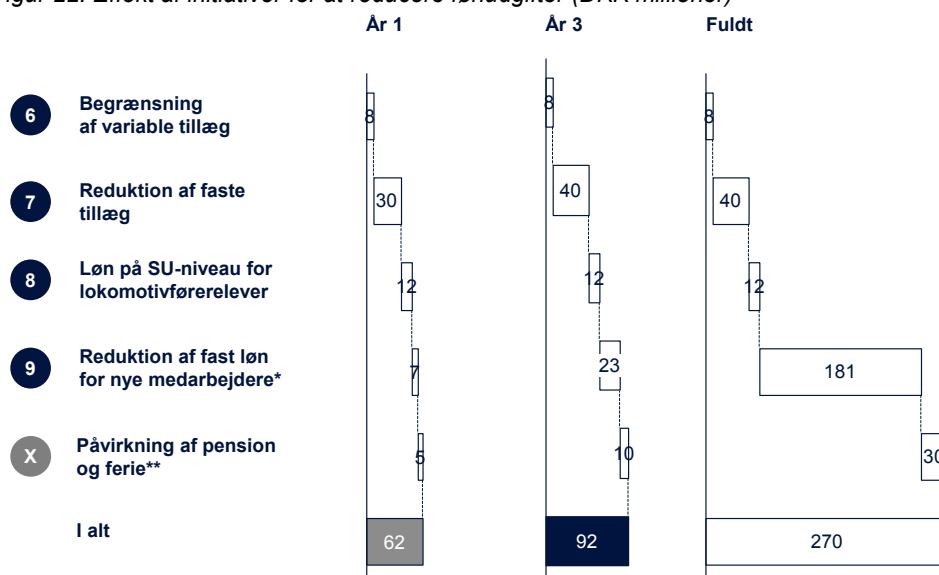 År 1 År 3 Fuldt
6 Begrænsning
af variable tillæg
8 8 8
7 Reduktion af faste
tillæg
30 40 40
8 Løn på SU-niveau for
lokomotivførerelever
12 12 12
9 Reduktion af fast løn
for nye medarbejdere*
7 23 181
X Påvirkning af pension
og ferie**
5 10 30
I alt
62 92 270